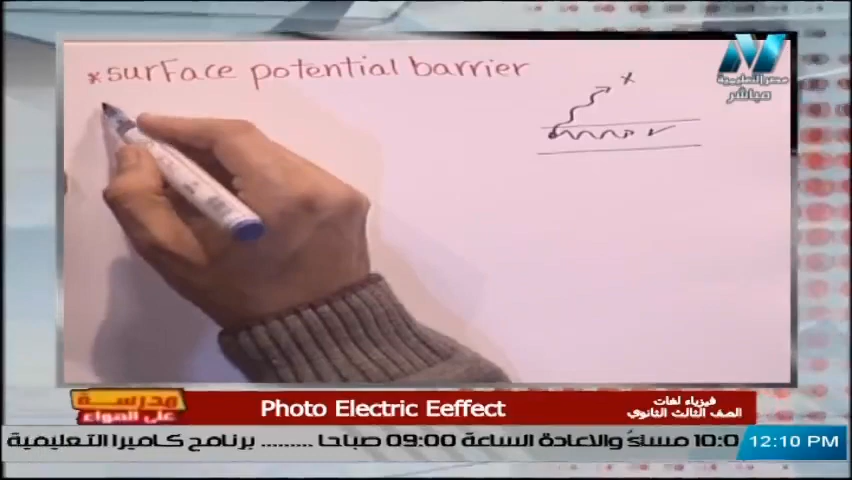 *surface potential barrier
x
مصر التعليمية
مباشر
مدرسة
على الهواء
Photo Electric Eeffect
فيزياء لغات
الصف الثالث الثانوي
10:0 مساءً والاعادة الساعة 09:00 صباحا ......... برنامج كاميرا التعليمية
12:10 PM